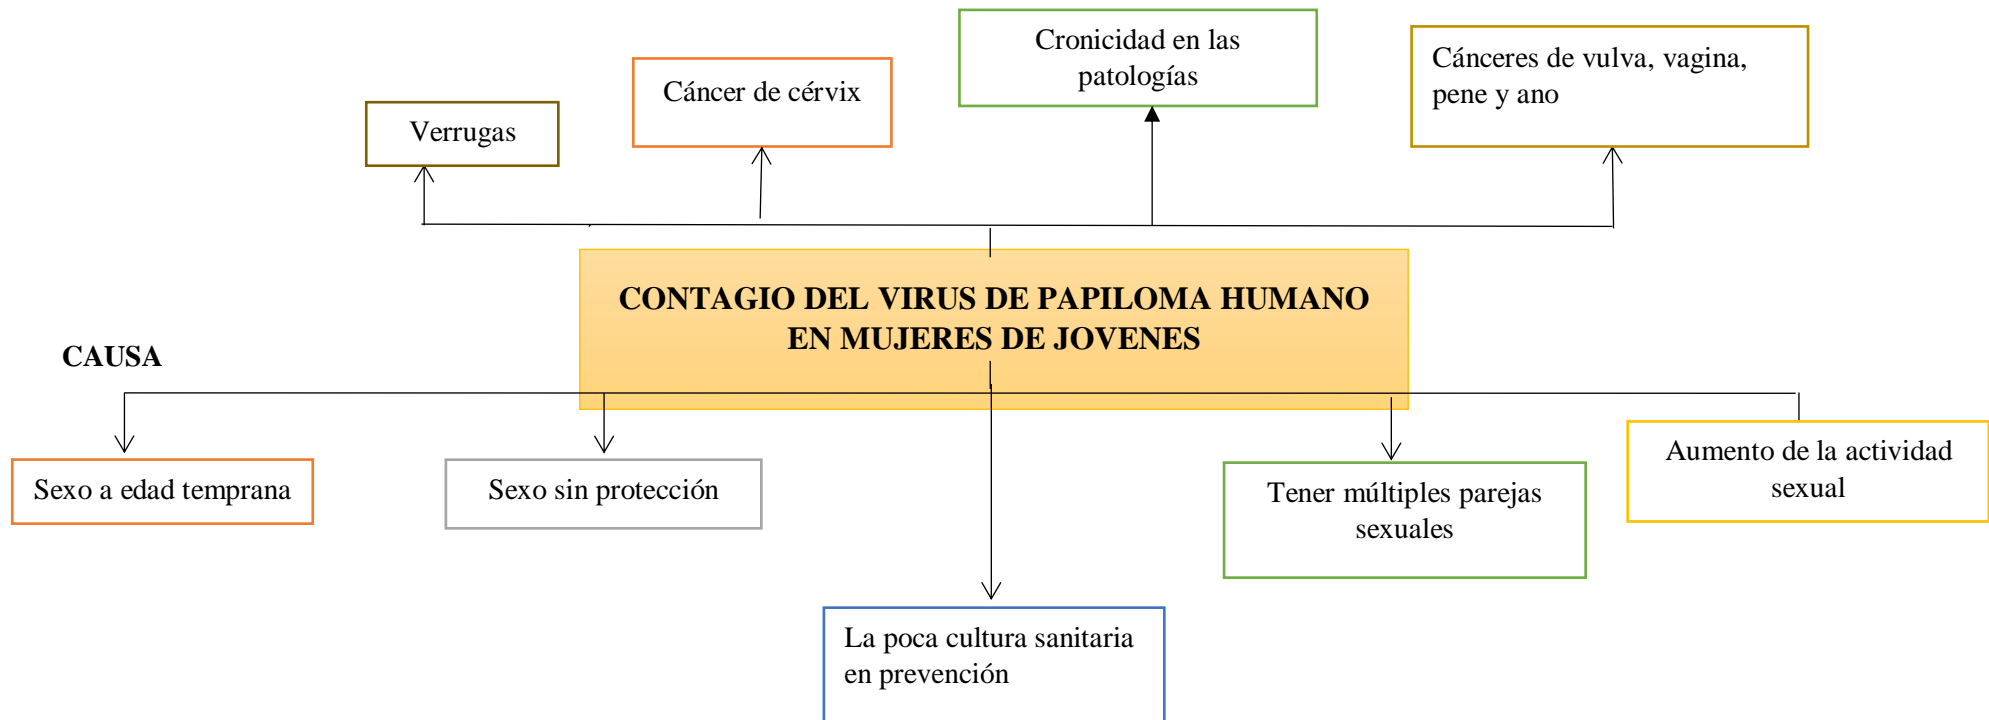 Cronicidad en las
patologías
Cánceres de vulva, vagina,
pene y ano
Cáncer de cérvix
Verrugas
CONTAGIO DEL VIRUS DE PAPILOMA HUMANO
EN MUJERES DE JOVENES
CAUSA
Sexo a edad temprana
Sexo sin protección
Tener múltiples parejas
sexuales
Aumento de la actividad
sexual
La poca cultura sanitaria
en prevención